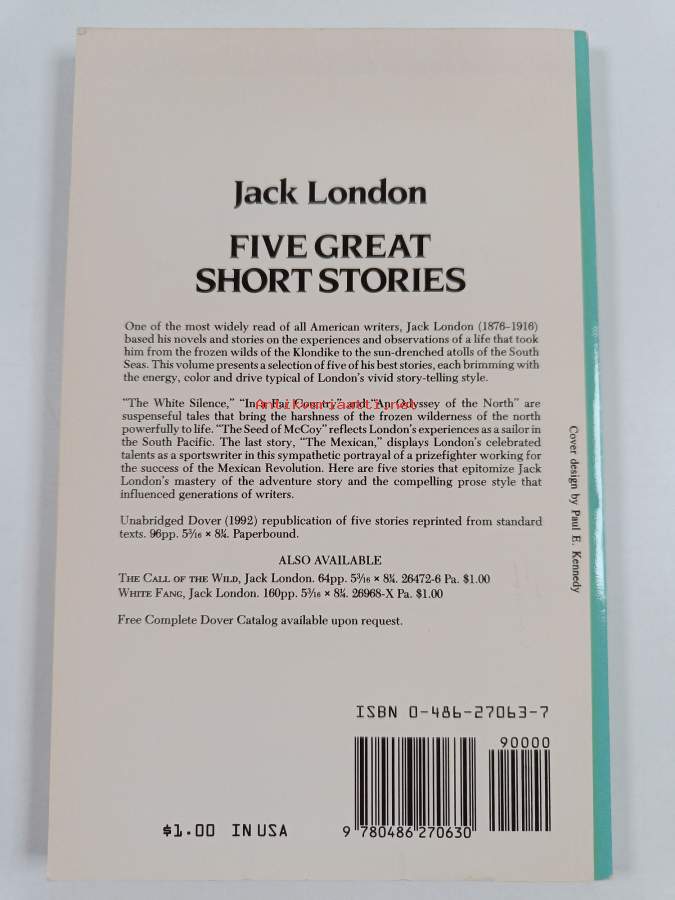 Jack London
FIVE GREAT
SHORT STORIES
One of the most widely read of all American writers, Jack London (1876–1916)
based his novels and stories on the experiences and observations of a life that took
him from the frozen wilds of the Klondike to the sun-drenched atolls of the South
Seas. This volume presents a selection of five of his best stories, each brimming with
the energy, color and drive typical of London's vivid story-telling style.
"The White Silence," "In a Far Country" and "An Odyssey of the North" are
Antikvariaatti.net
suspenseful tales that bring the harshness of the frozen wilderness of the north
powerfully to life. "The Seed of McCoy" reflects London's experiences as a sailor in
the South Pacific. The last story, "The Mexican," displays London's celebrated
talents as a sportswriter in this sympathetic portrayal of a prizefighter working for
the success of the Mexican Revolution. Here are five stories that epitomize Jack
London's mastery of the adventure story and the compelling prose style that
influenced generations of writers.
Unabridged Dover (1992) republication of five stories reprinted from standard
texts. 96pp. 5³⁄₁₆ × 8¼. Paperbound.
ALSO AVAILABLE
THE CALL OF THE WILD, Jack London. 64pp. 5³⁄₁₆ × 8¼. 26472-6 Pa. $1.00
WHITE FANG, Jack London. 160pp. 5³⁄₁₆ × 8¼. 26968-X Pa. $1.00
Free Complete Dover Catalog available upon request.
Cover design by Paul E. Kennedy
ISBN 0-486-27063-7
90000
$1.00 IN USA
9 780486 270630